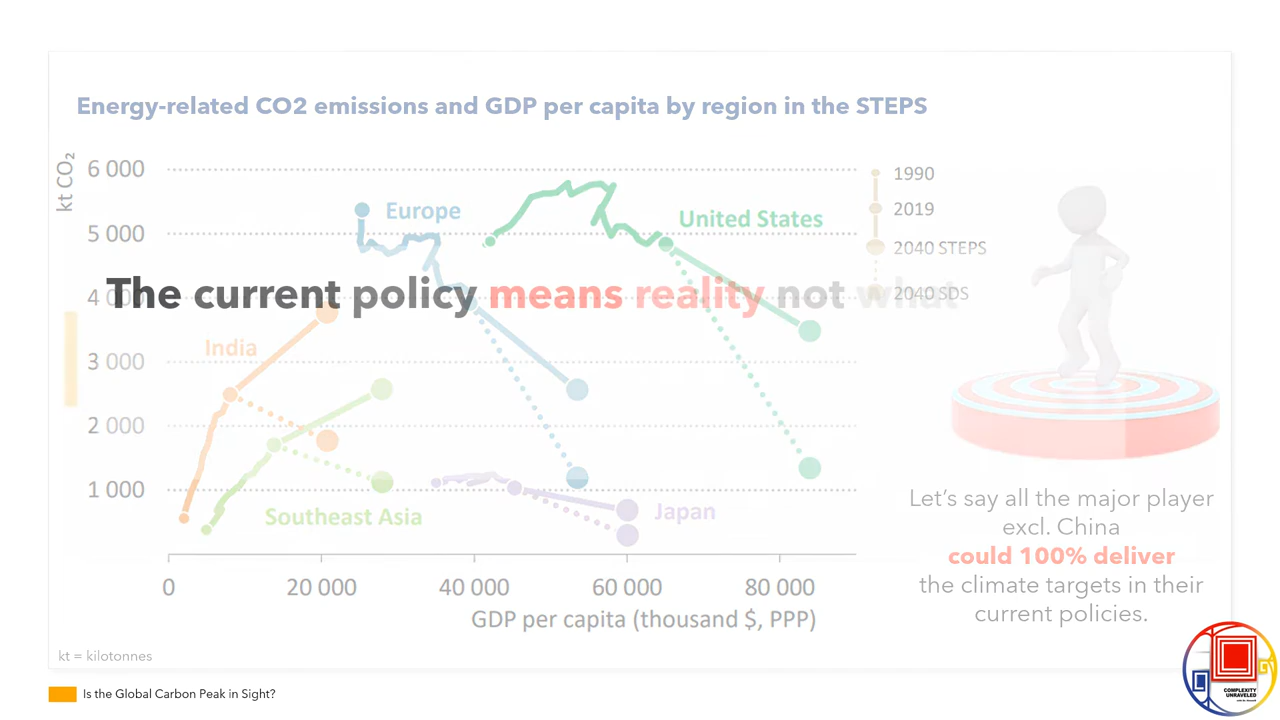 Energy-related CO2 emissions and GDP per capita by region in the STEPS
kt CO₂
6 000
5 000
4 000
3 000
2 000
1 000
Europe
United States
India
Southeast Asia
Japan
1990
2019
2040 STEPS
2040 SDS
The current policy means reality not what
0
20 000
40 000
60 000
80 000
GDP per capita (thousand $, PPP)
Let's say all the major player
excl. China
could 100% deliver
the climate targets in their
current policies.
kt = kilotonnes
Is the Global Carbon Peak in Sight?
COMPLEXITY
UNRAVELED